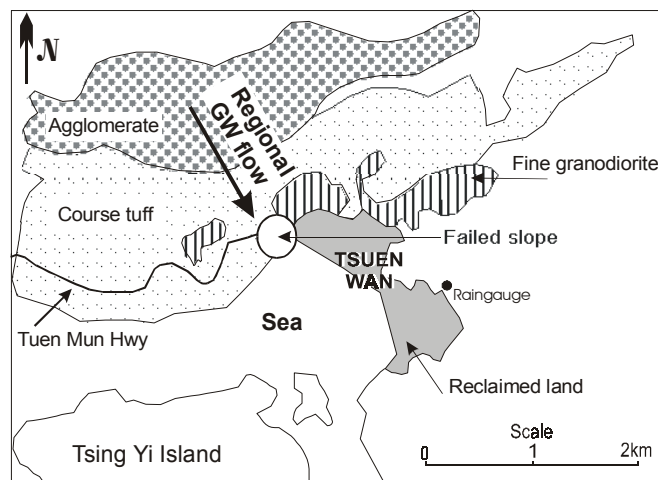 N
Regional
GW flow
Agglomerate
Fine granodiorite
Course tuff
Failed slope
TSUEN
WAN
Raingauge
Sea
Tuen Mun Hwy
Reclaimed land
Scale
Tsing Yi Island
0 1 2km